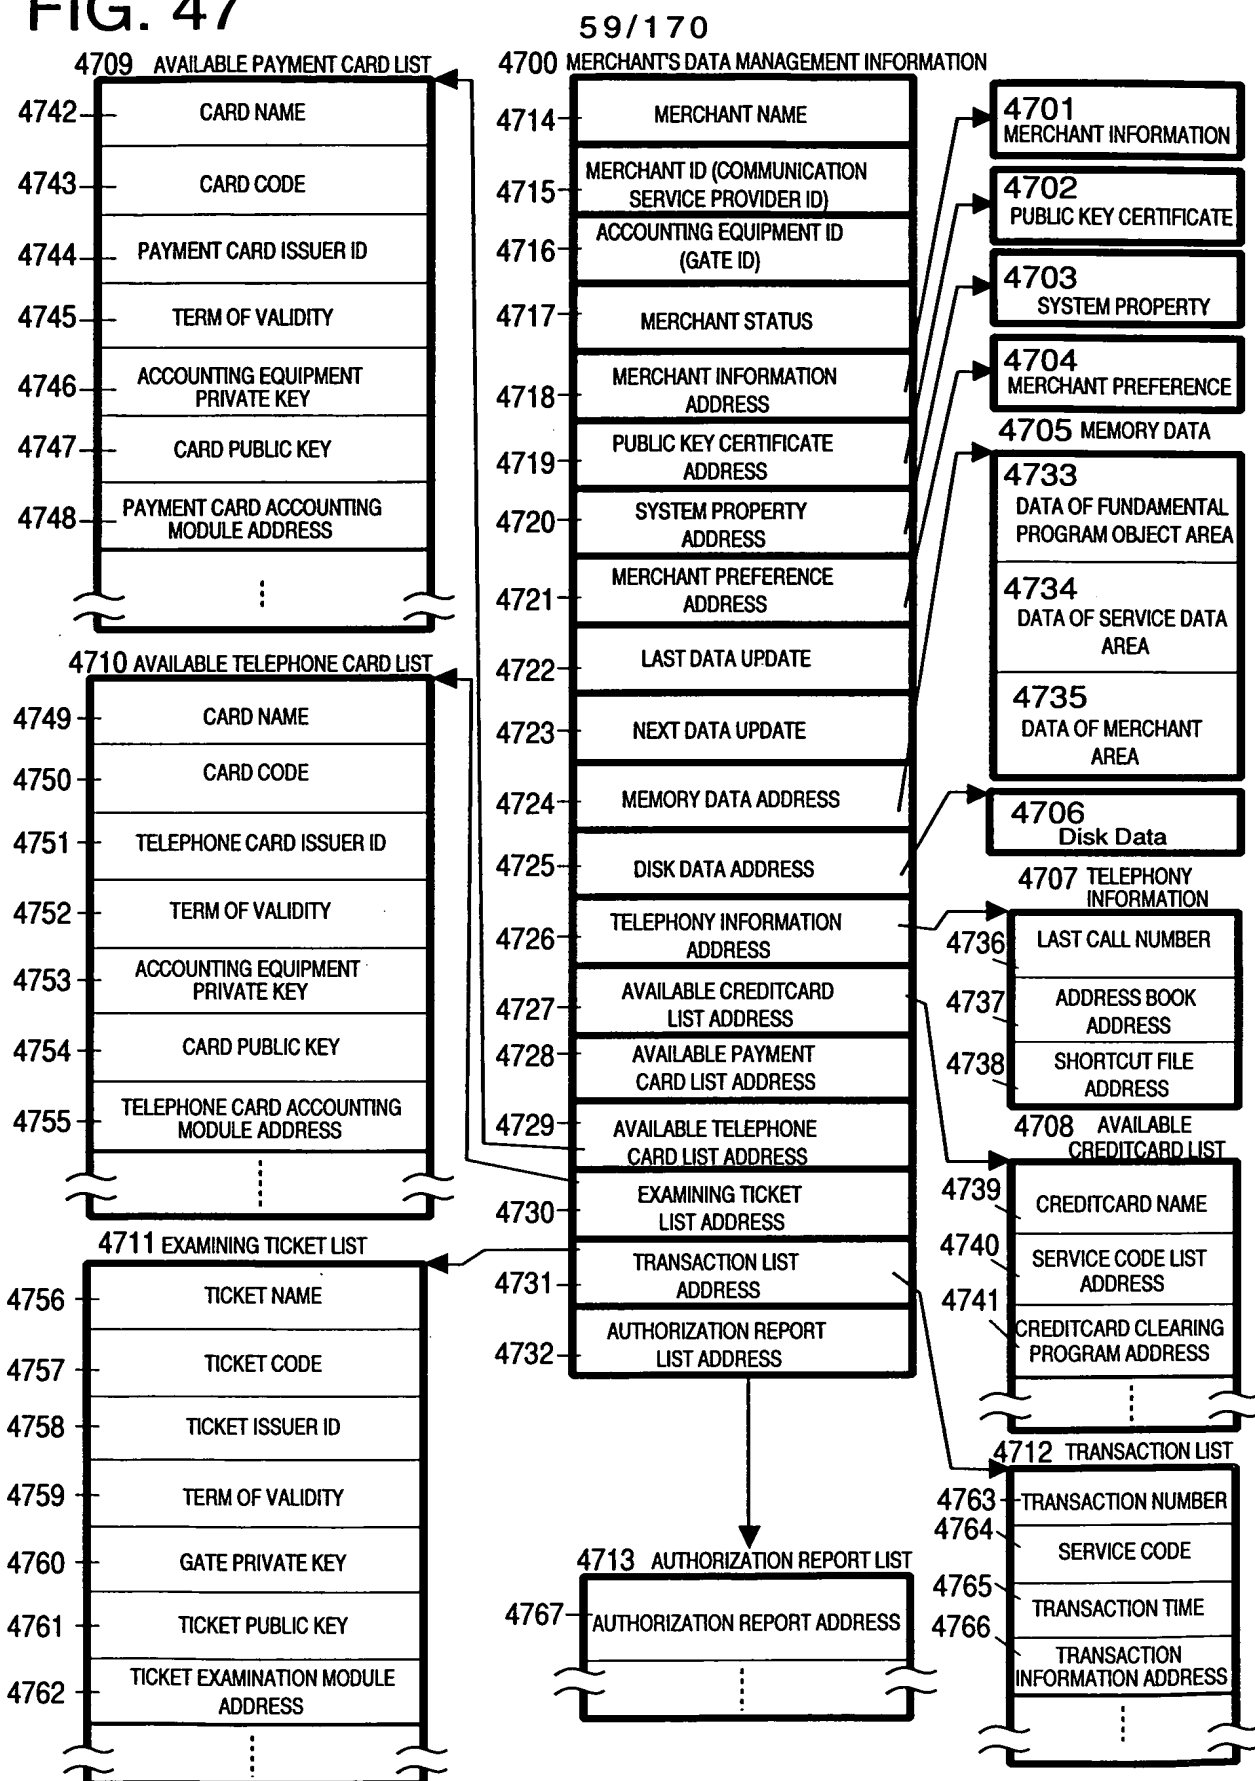 FIG. 47
59/170
4709 AVAILABLE PAYMENT CARD LIST
4742 CARD NAME
4743 CARD CODE
4744 PAYMENT CARD ISSUER ID
4745 TERM OF VALIDITY
4746 ACCOUNTING EQUIPMENT
PRIVATE KEY
4747 CARD PUBLIC KEY
4748 PAYMENT CARD ACCOUNTING
MODULE ADDRESS
4710 AVAILABLE TELEPHONE CARD LIST
4749 CARD NAME
4750 CARD CODE
4751 TELEPHONE CARD ISSUER ID
4752 TERM OF VALIDITY
4753 ACCOUNTING EQUIPMENT
PRIVATE KEY
4754 CARD PUBLIC KEY
4755 TELEPHONE CARD ACCOUNTING
MODULE ADDRESS
4711 EXAMINING TICKET LIST
4756 TICKET NAME
4757 TICKET CODE
4758 TICKET ISSUER ID
4759 TERM OF VALIDITY
4760 GATE PRIVATE KEY
4761 TICKET PUBLIC KEY
4762 TICKET EXAMINATION MODULE
ADDRESS
4700 MERCHANT'S DATA MANAGEMENT INFORMATION
4714 MERCHANT NAME
4715 MERCHANT ID (COMMUNICATION
SERVICE PROVIDER ID)
4716 ACCOUNTING EQUIPMENT ID
(GATE ID)
4717 MERCHANT STATUS
4718 MERCHANT INFORMATION
ADDRESS
4719 PUBLIC KEY CERTIFICATE
ADDRESS
4720 SYSTEM PROPERTY
ADDRESS
4721 MERCHANT PREFERENCE
ADDRESS
4722 LAST DATA UPDATE
4723 NEXT DATA UPDATE
4724 MEMORY DATA ADDRESS
4725 DISK DATA ADDRESS
4726 TELEPHONY INFORMATION
ADDRESS
4727 AVAILABLE CREDITCARD
LIST ADDRESS
4728 AVAILABLE PAYMENT
CARD LIST ADDRESS
4729 AVAILABLE TELEPHONE
CARD LIST ADDRESS
4730 EXAMINING TICKET
LIST ADDRESS
4731 TRANSACTION LIST
ADDRESS
4732 AUTHORIZATION REPORT
LIST ADDRESS
4713 AUTHORIZATION REPORT LIST
4767 AUTHORIZATION REPORT ADDRESS
4701
MERCHANT INFORMATION
4702
PUBLIC KEY CERTIFICATE
4703
SYSTEM PROPERTY
4704
MERCHANT PREFERENCE
4705 MEMORY DATA
4733
DATA OF FUNDAMENTAL
PROGRAM OBJECT AREA
4734
DATA OF SERVICE DATA
AREA
4735
DATA OF MERCHANT
AREA
4706
Disk Data
4707 TELEPHONY
INFORMATION
4736 LAST CALL NUMBER
4737 ADDRESS BOOK
ADDRESS
4738 SHORTCUT FILE
ADDRESS
4708 AVAILABLE
CREDITCARD LIST
4739 CREDITCARD NAME
4740 SERVICE CODE LIST
ADDRESS
4741 CREDITCARD CLEARING
PROGRAM ADDRESS
4712 TRANSACTION LIST
4763 TRANSACTION NUMBER
4764 SERVICE CODE
4765 TRANSACTION TIME
4766 TRANSACTION
INFORMATION ADDRESS